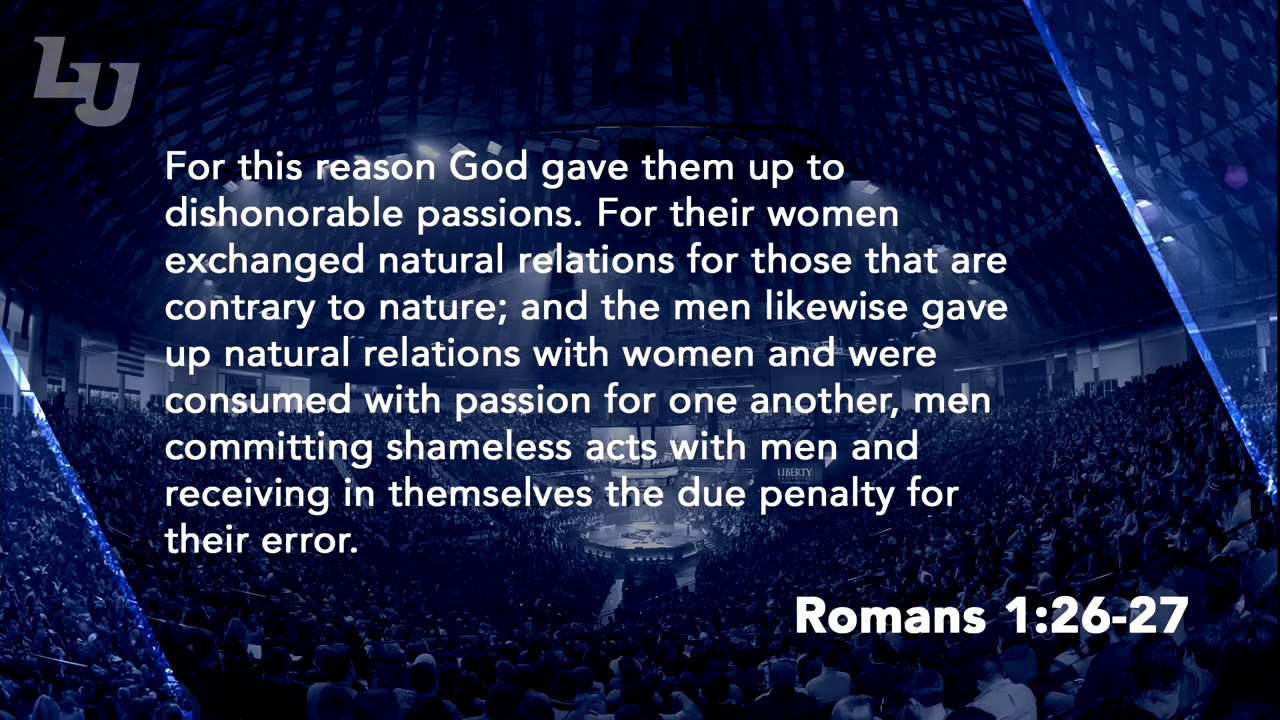 LU
For this reason God gave them up to
dishonorable passions. For their women
exchanged natural relations for those that are
contrary to nature; and the men likewise gave
up natural relations with women and were
consumed with passion for one another, men
committing shameless acts with men and
receiving in themselves the due penalty for
their error.
LIBERTY
Romans 1:26-27